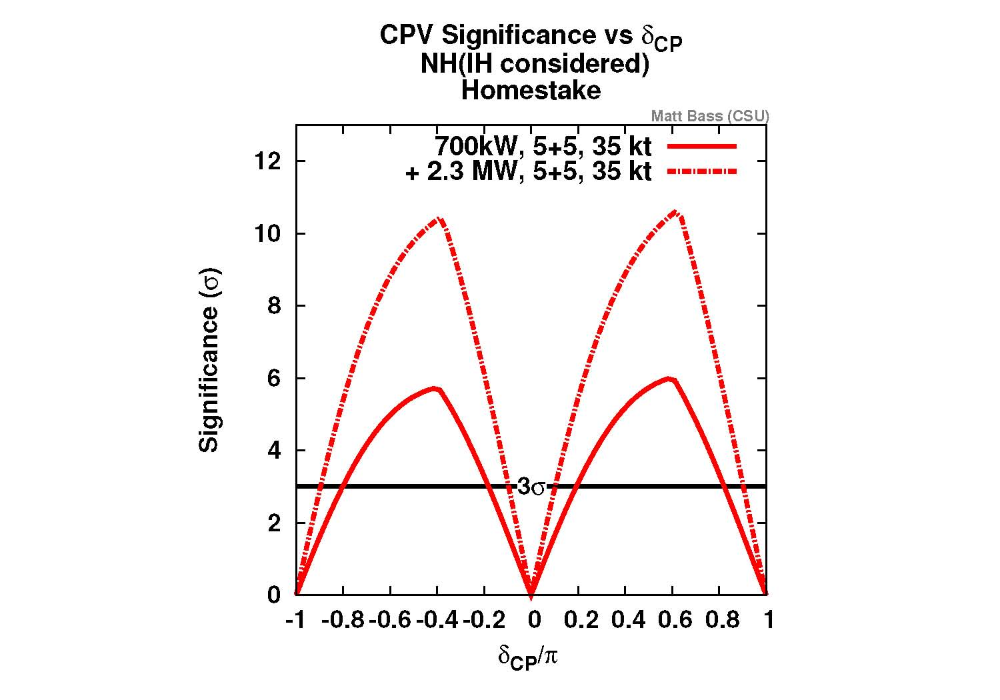 CPV Significance vs δCP
NH(IH considered)
Homestake
Matt Bass (CSU)
700kW, 5+5, 35 kt
+ 2.3 MW, 5+5, 35 kt
12
10
8
6
4
3σ
2
0
Significance (σ)
-1 -0.8 -0.6 -0.4 -0.2 0 0.2 0.4 0.6 0.8 1
δCP/π